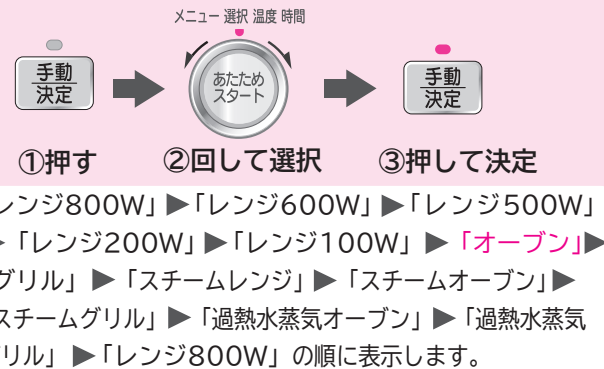 メニュー 選択 温度 時間
手動
決定
あたため
スタート
手動
決定
①押す
②回して選択
③押して決定
レンジ800W」▶「レンジ600W」▶「レンジ500W」
▶「レンジ200W」▶「レンジ100W」▶「オーブン」▶
グリル」▶「スチームレンジ」▶「スチームオーブン」▶
スチームグリル」▶「過熱水蒸気オーブン」▶「過熱水蒸気
リル」▶「レンジ800W」の順に表示します。